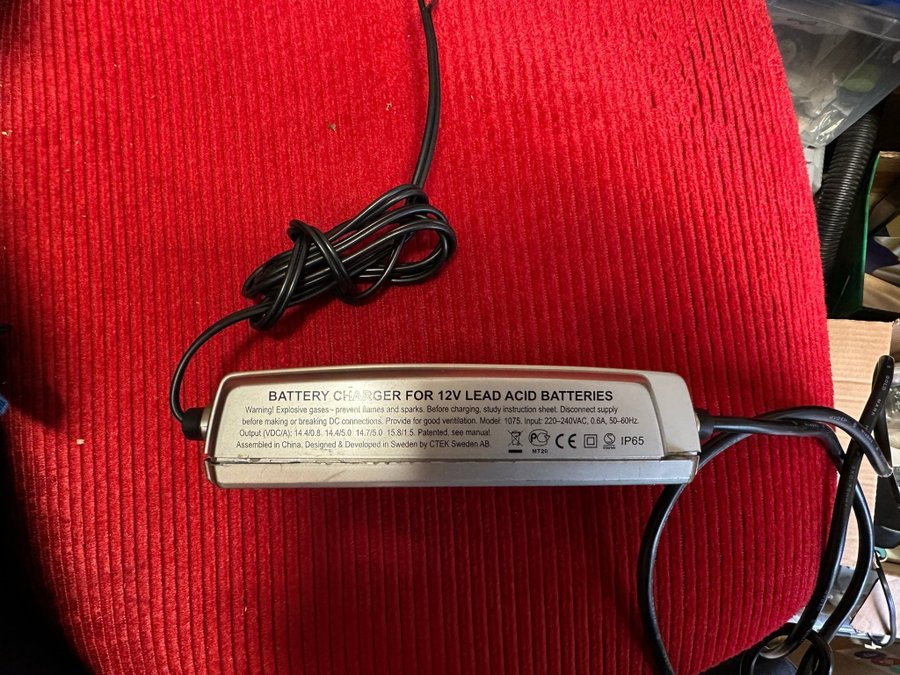 BATTERY CHARGER FOR 12V LEAD ACID BATTERIES
Warning! Explosive gases – prevent flames and sparks. Before charging, study instruction sheet. Disconnect supply
before making or breaking DC connections. Provide for good ventilation. Model: 1075. Input: 220–240VAC, 0.6A, 50–60Hz.
Output (VDC/A): 14.4/0.8. 14.4/5.0. 14.7/5.0. 15.8/1.5. Patented, see manual.
Assembled in China, Designed & Developed in Sweden by CTEK Sweden AB.
MT20
CE
IP65